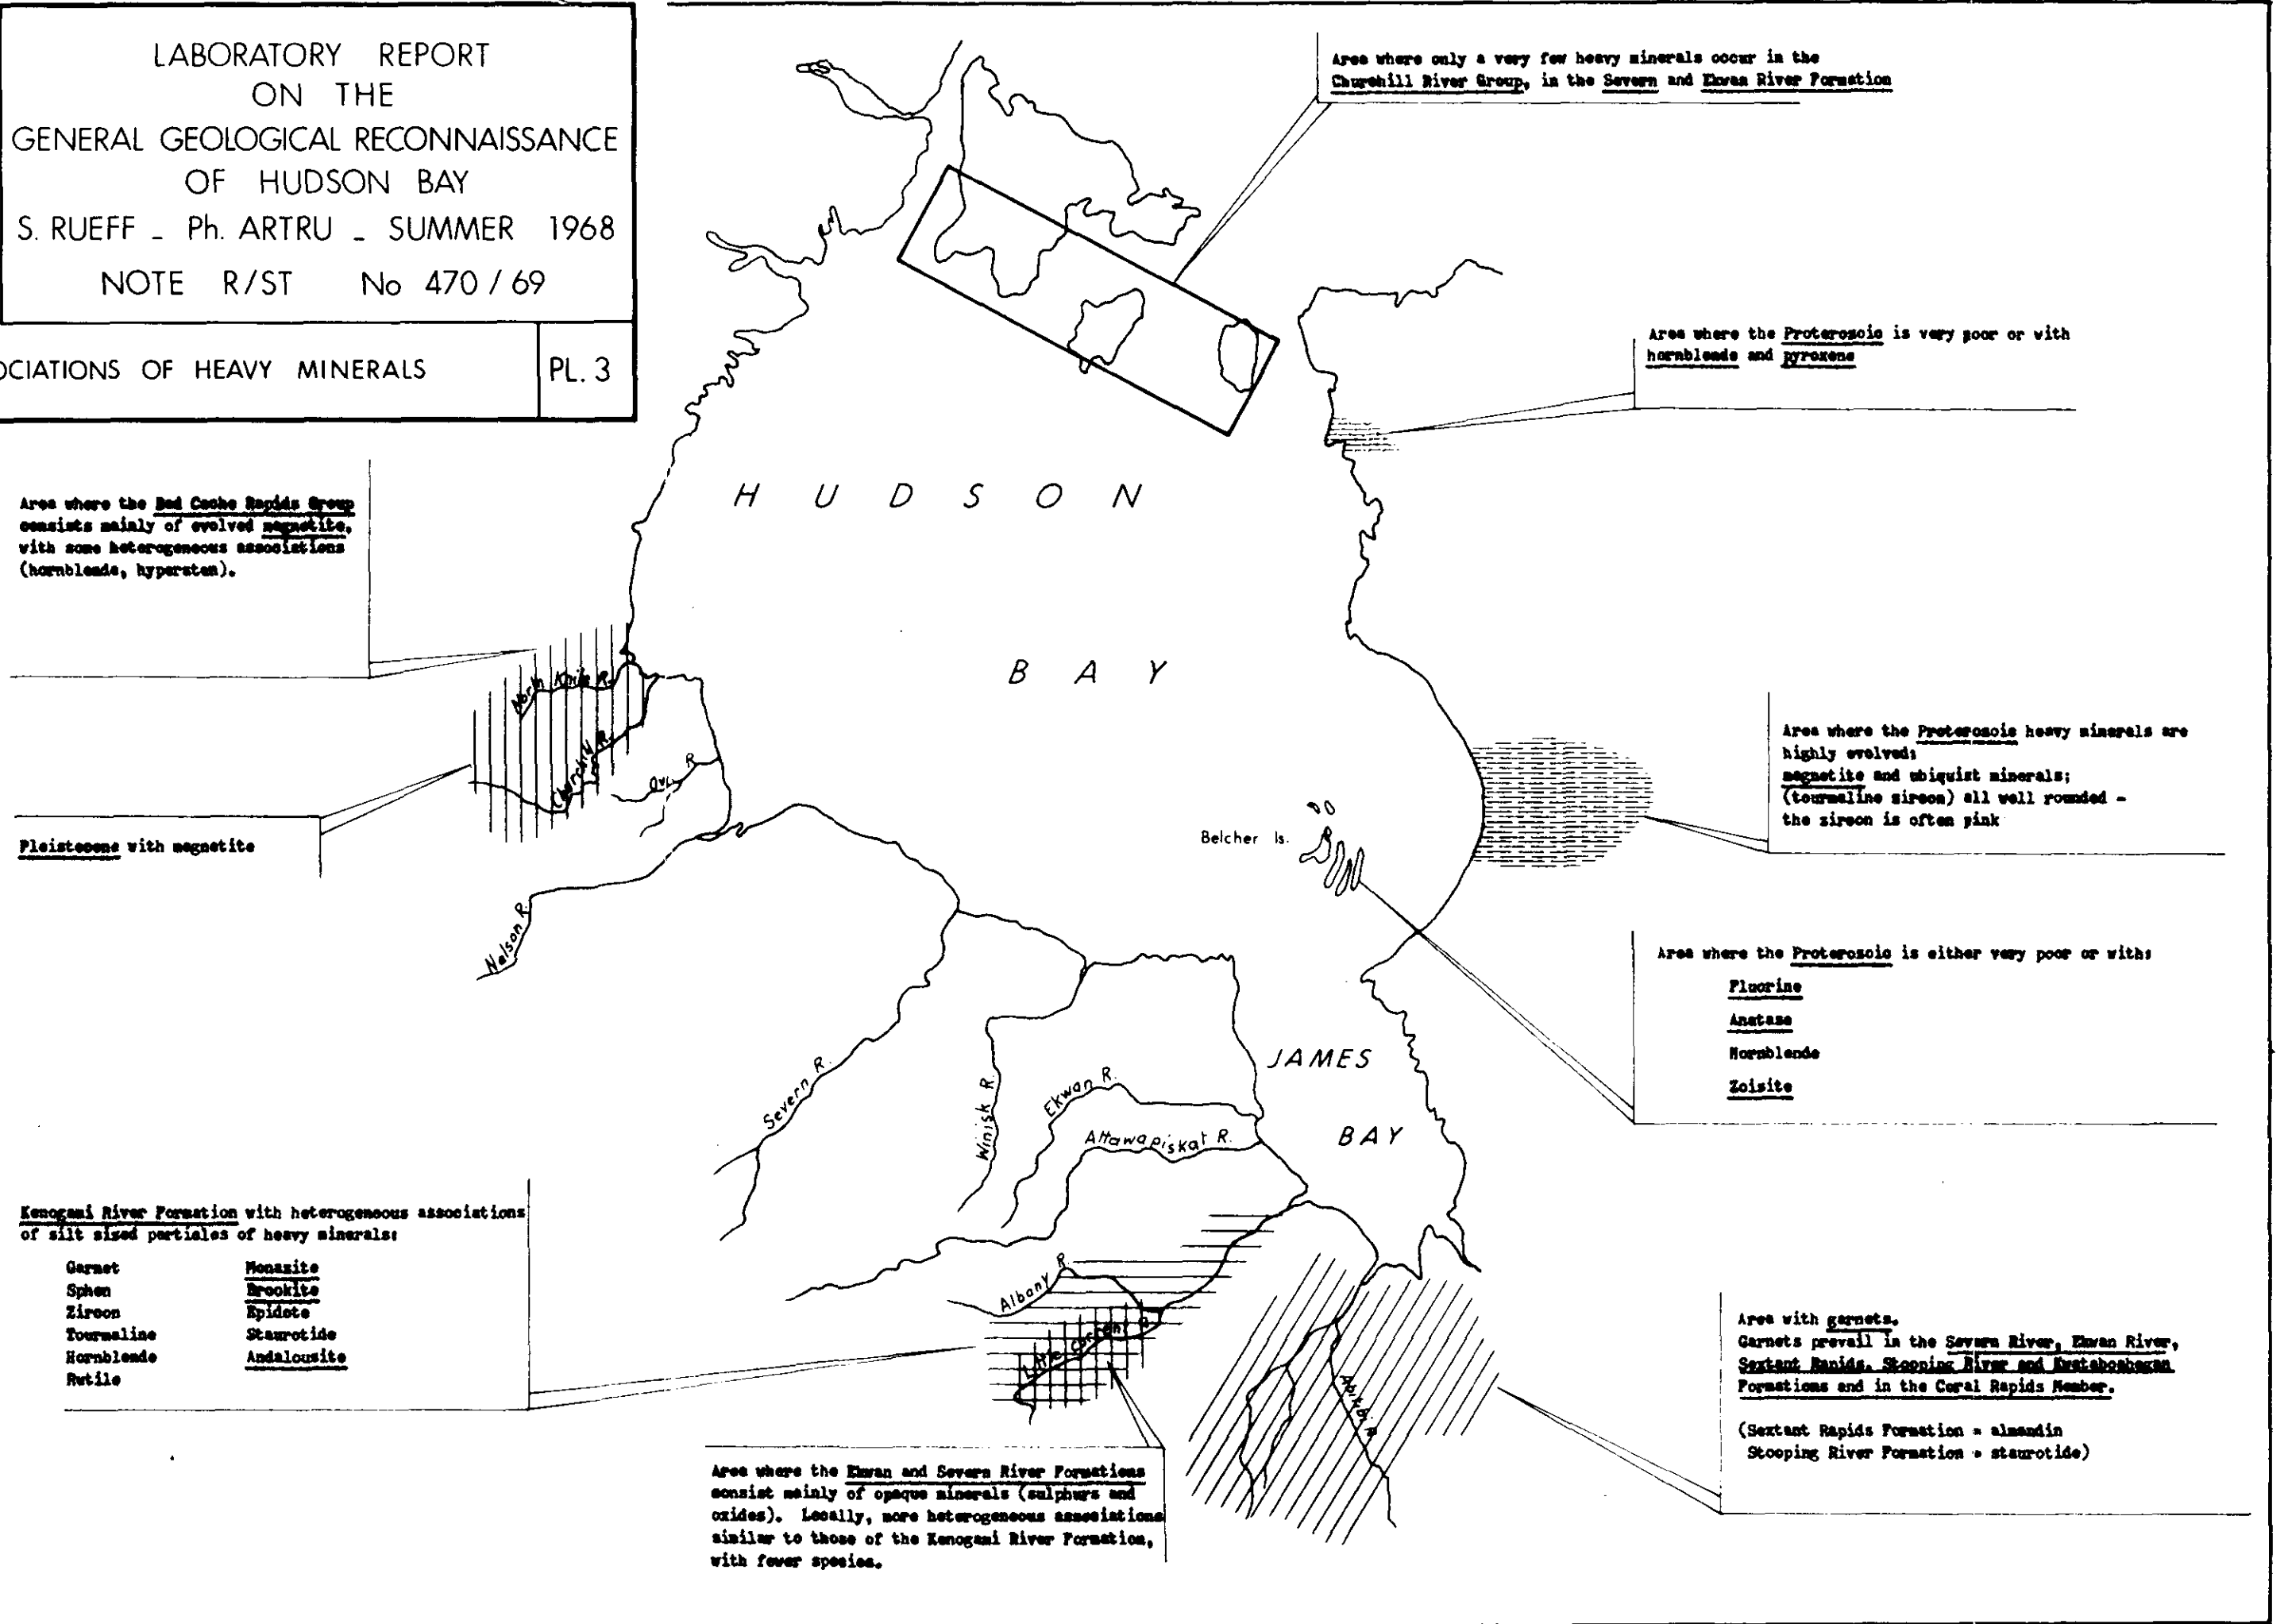 LABORATORY REPORT
ON THE
GENERAL GEOLOGICAL RECONNAISSANCE
OF HUDSON BAY
S. RUEFF _ Ph. ARTRU _ SUMMER 1968
NOTE R/ST No 470 / 69
OCIATIONS OF HEAVY MINERALS
PL. 3
Area where only a very few heavy minerals occur in the
Churchill River Group, in the Severn and Ekwan River Formation
Area where the Proterozoic is very poor or with
hornblende and pyroxene
Area where the Bad Cache Rapids Group
consists mainly of evolved magnetite,
with some heterogeneous associations
(hornblende, hypersten).
HUDSON
BAY
North Knife R.
Churchill R.
Owl R
Pleistocene with magnetite
Area where the Proterozoic heavy minerals are
highly evolved:
magnetite and ubiquist minerals;
(tourmaline zircon) all well rounded -
the zircon is often pink
Belcher Is.
Nelson R.
Area where the Proterozoic is either very poor or with:
Fluorine
Anatase
Hornblende
Zoisite
JAMES
BAY
Severn R.
Winisk R.
Ekwan R.
Attawapiskat R.
Albany R.
Little Current R.
Abitibi R.
Kenogami River Formation with heterogeneous associations
of silt sized particles of heavy minerals:
Garnet Monazite
Sphen Brookite
Zircon Epidote
Tourmaline Staurotide
Hornblende Andalousite
Rutile
Area with garnets.
Garnets prevail in the Severn River, Ekwan River,
Sextant Rapids, Stooping River and Kwataboahegan
Formations and in the Coral Rapids Member.
(Sextant Rapids Formation = almandin
Stooping River Formation = staurotide)
Area where the Ekwan and Severn River Formations
consist mainly of opaque minerals (sulphurs and
oxides). Locally, more heterogeneous associations
similar to those of the Kenogami River Formation,
with fewer species.